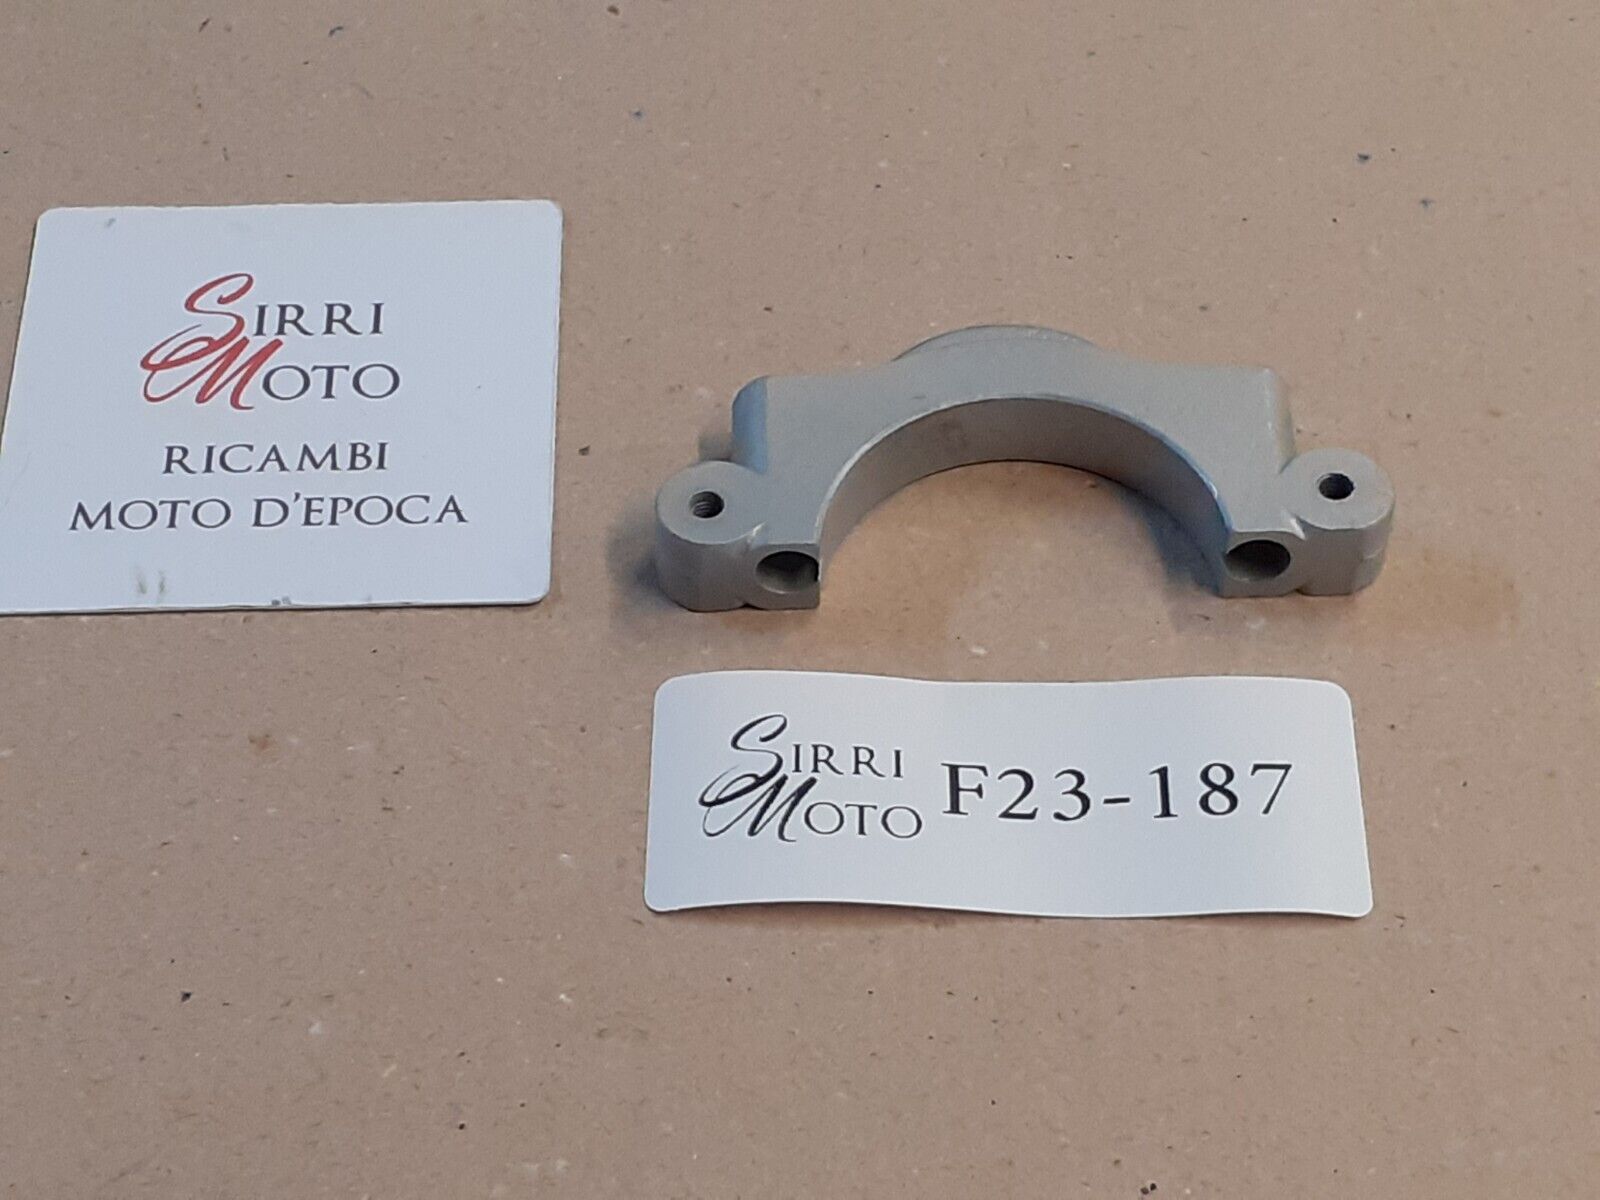 SIRRI
MOTO
RICAMBI
MOTO D'EPOCA
SIRRI
MOTO
F23-187